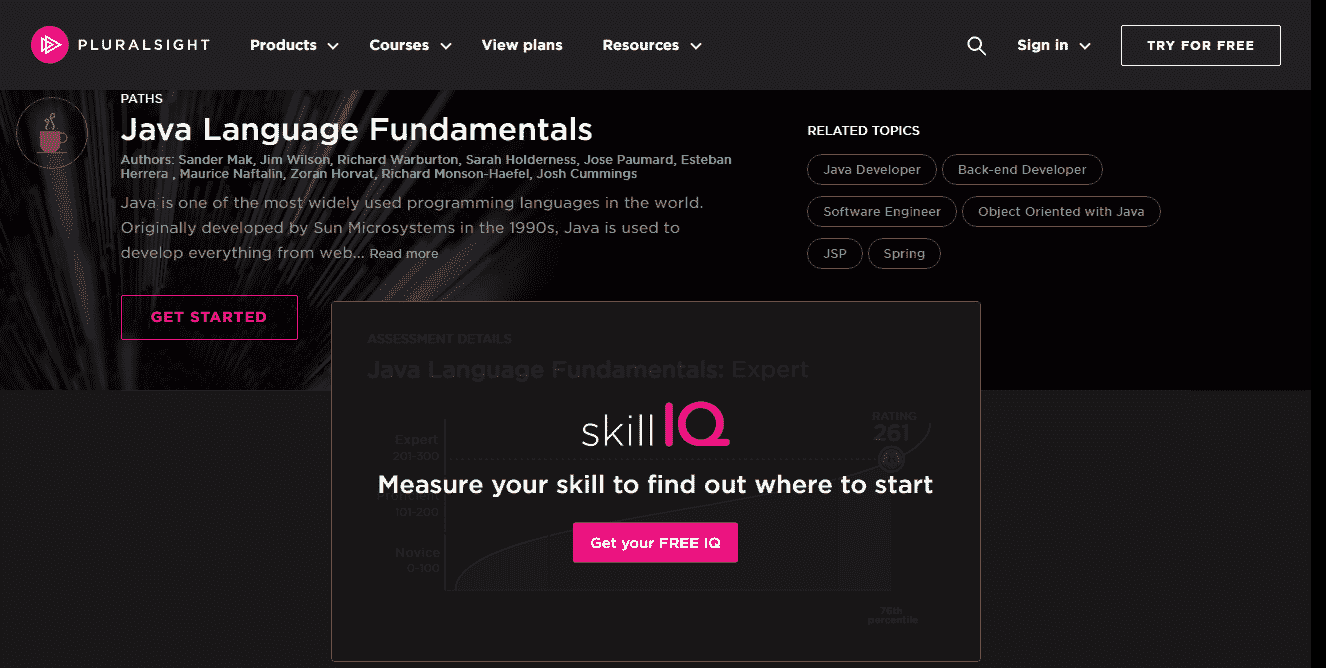 PLURALSIGHT
Products
Courses
View plans
Resources
Sign in
TRY FOR FREE
PATHS
Java Language Fundamentals
Authors: Sander Mak, Jim Wilson, Richard Warburton, Sarah Holderness, Jose Paumard, Esteban
Herrera , Maurice Naftalin, Zoran Horvat, Richard Monson-Haefel, Josh Cummings
Java is one of the most widely used programming languages in the world.
Originally developed by Sun Microsystems in the 1990s, Java is used to
develop everything from web... Read more
GET STARTED
RELATED TOPICS
Java Developer
Back-end Developer
Software Engineer
Object Oriented with Java
JSP
Spring
ASSESSMENT DETAILS
Java Language Fundamentals: Expert
skill IQ
RATING
261
Expert
201-300
Measure your skill to find out where to start
101-200
Get your FREE IQ
Novice
0-100
percentile